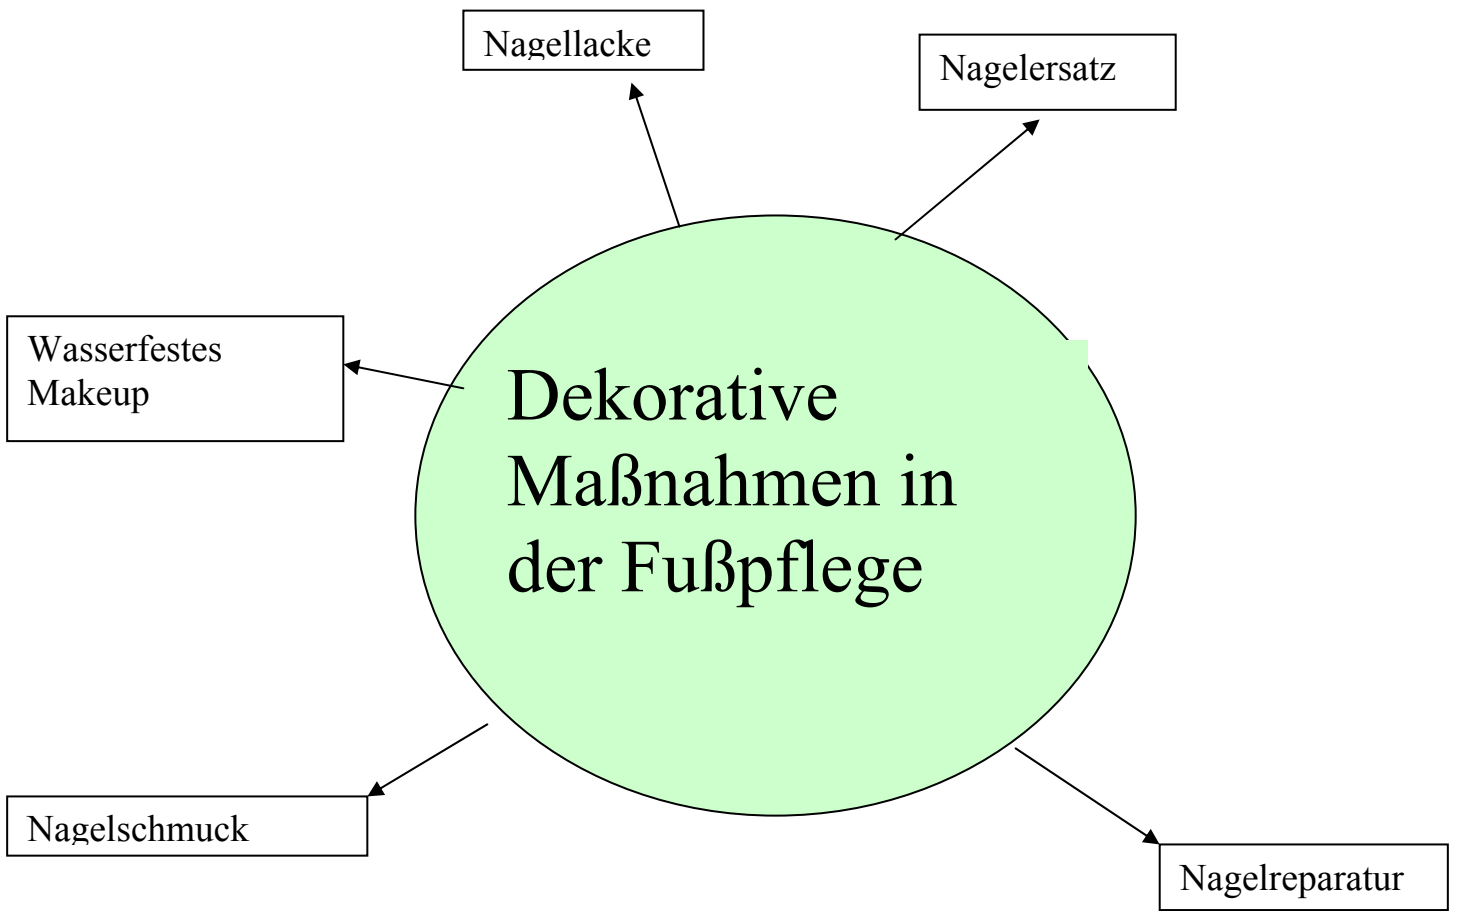 Nagellacke
Nagelersatz
Wasserfestes
Makeup
Dekorative
Maßnahmen in
der Fußpflege
Nagelschmuck
Nagelreparatur